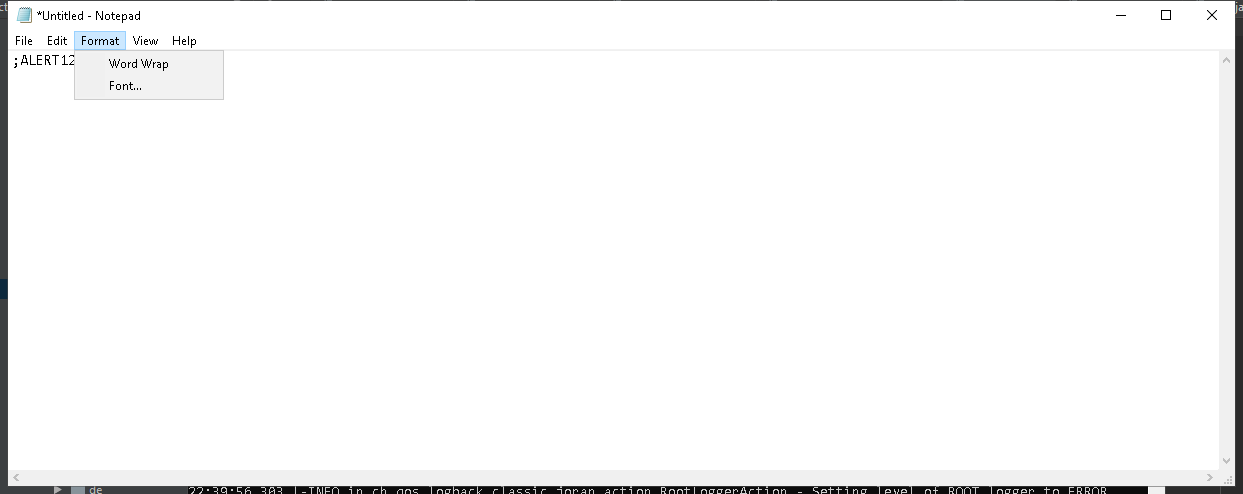 *Untitled - Notepad
File Edit Format View Help
;ALERT12
Word Wrap
Font...
de
22:39:56,303 |-INFO in ch.qos.logback.classic.joran.action.RootLoggerAction - Setting level of ROOT logger to ERROR